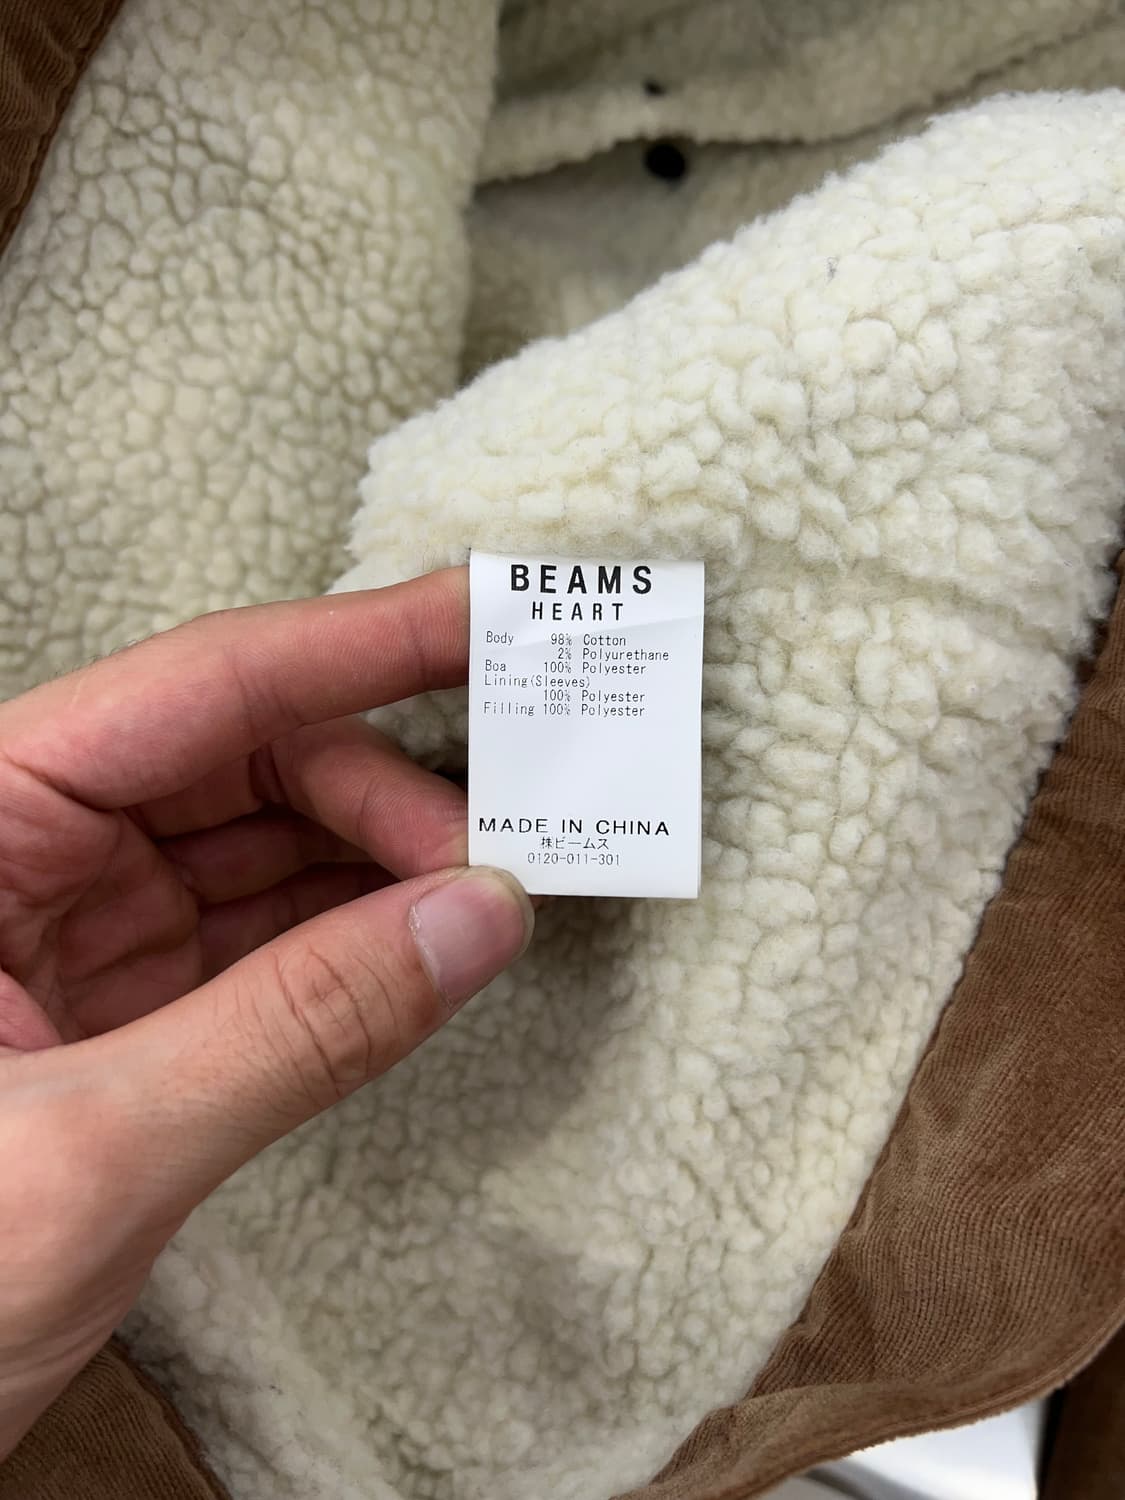 BEAMS
HEART
Body 98% Cotton
2% Polyurethane
Boa 100% Polyester
Lining(Sleeves)
100% Polyester
Filling 100% Polyester
MADE IN CHINA
㈱ビームス
0120-011-301